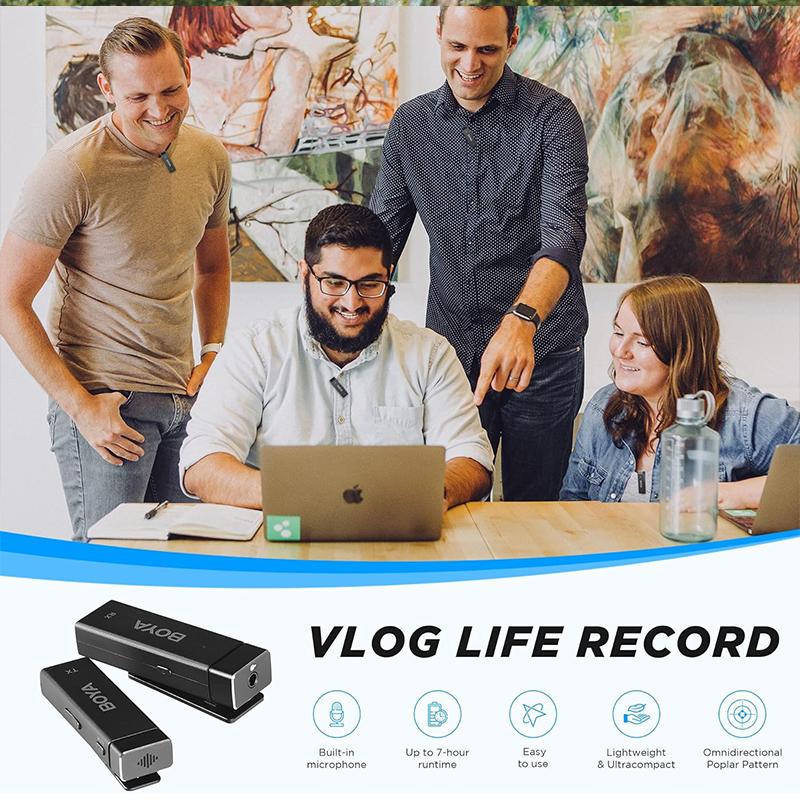 VLOG LIFE RECORD
RX
BOYA
TX
BOYA
Built-in
microphone
Up to 7-hour
runtime
Easy
to use
Lightweight
& Ultracompact
Omnidirectional
Poplar Pattern